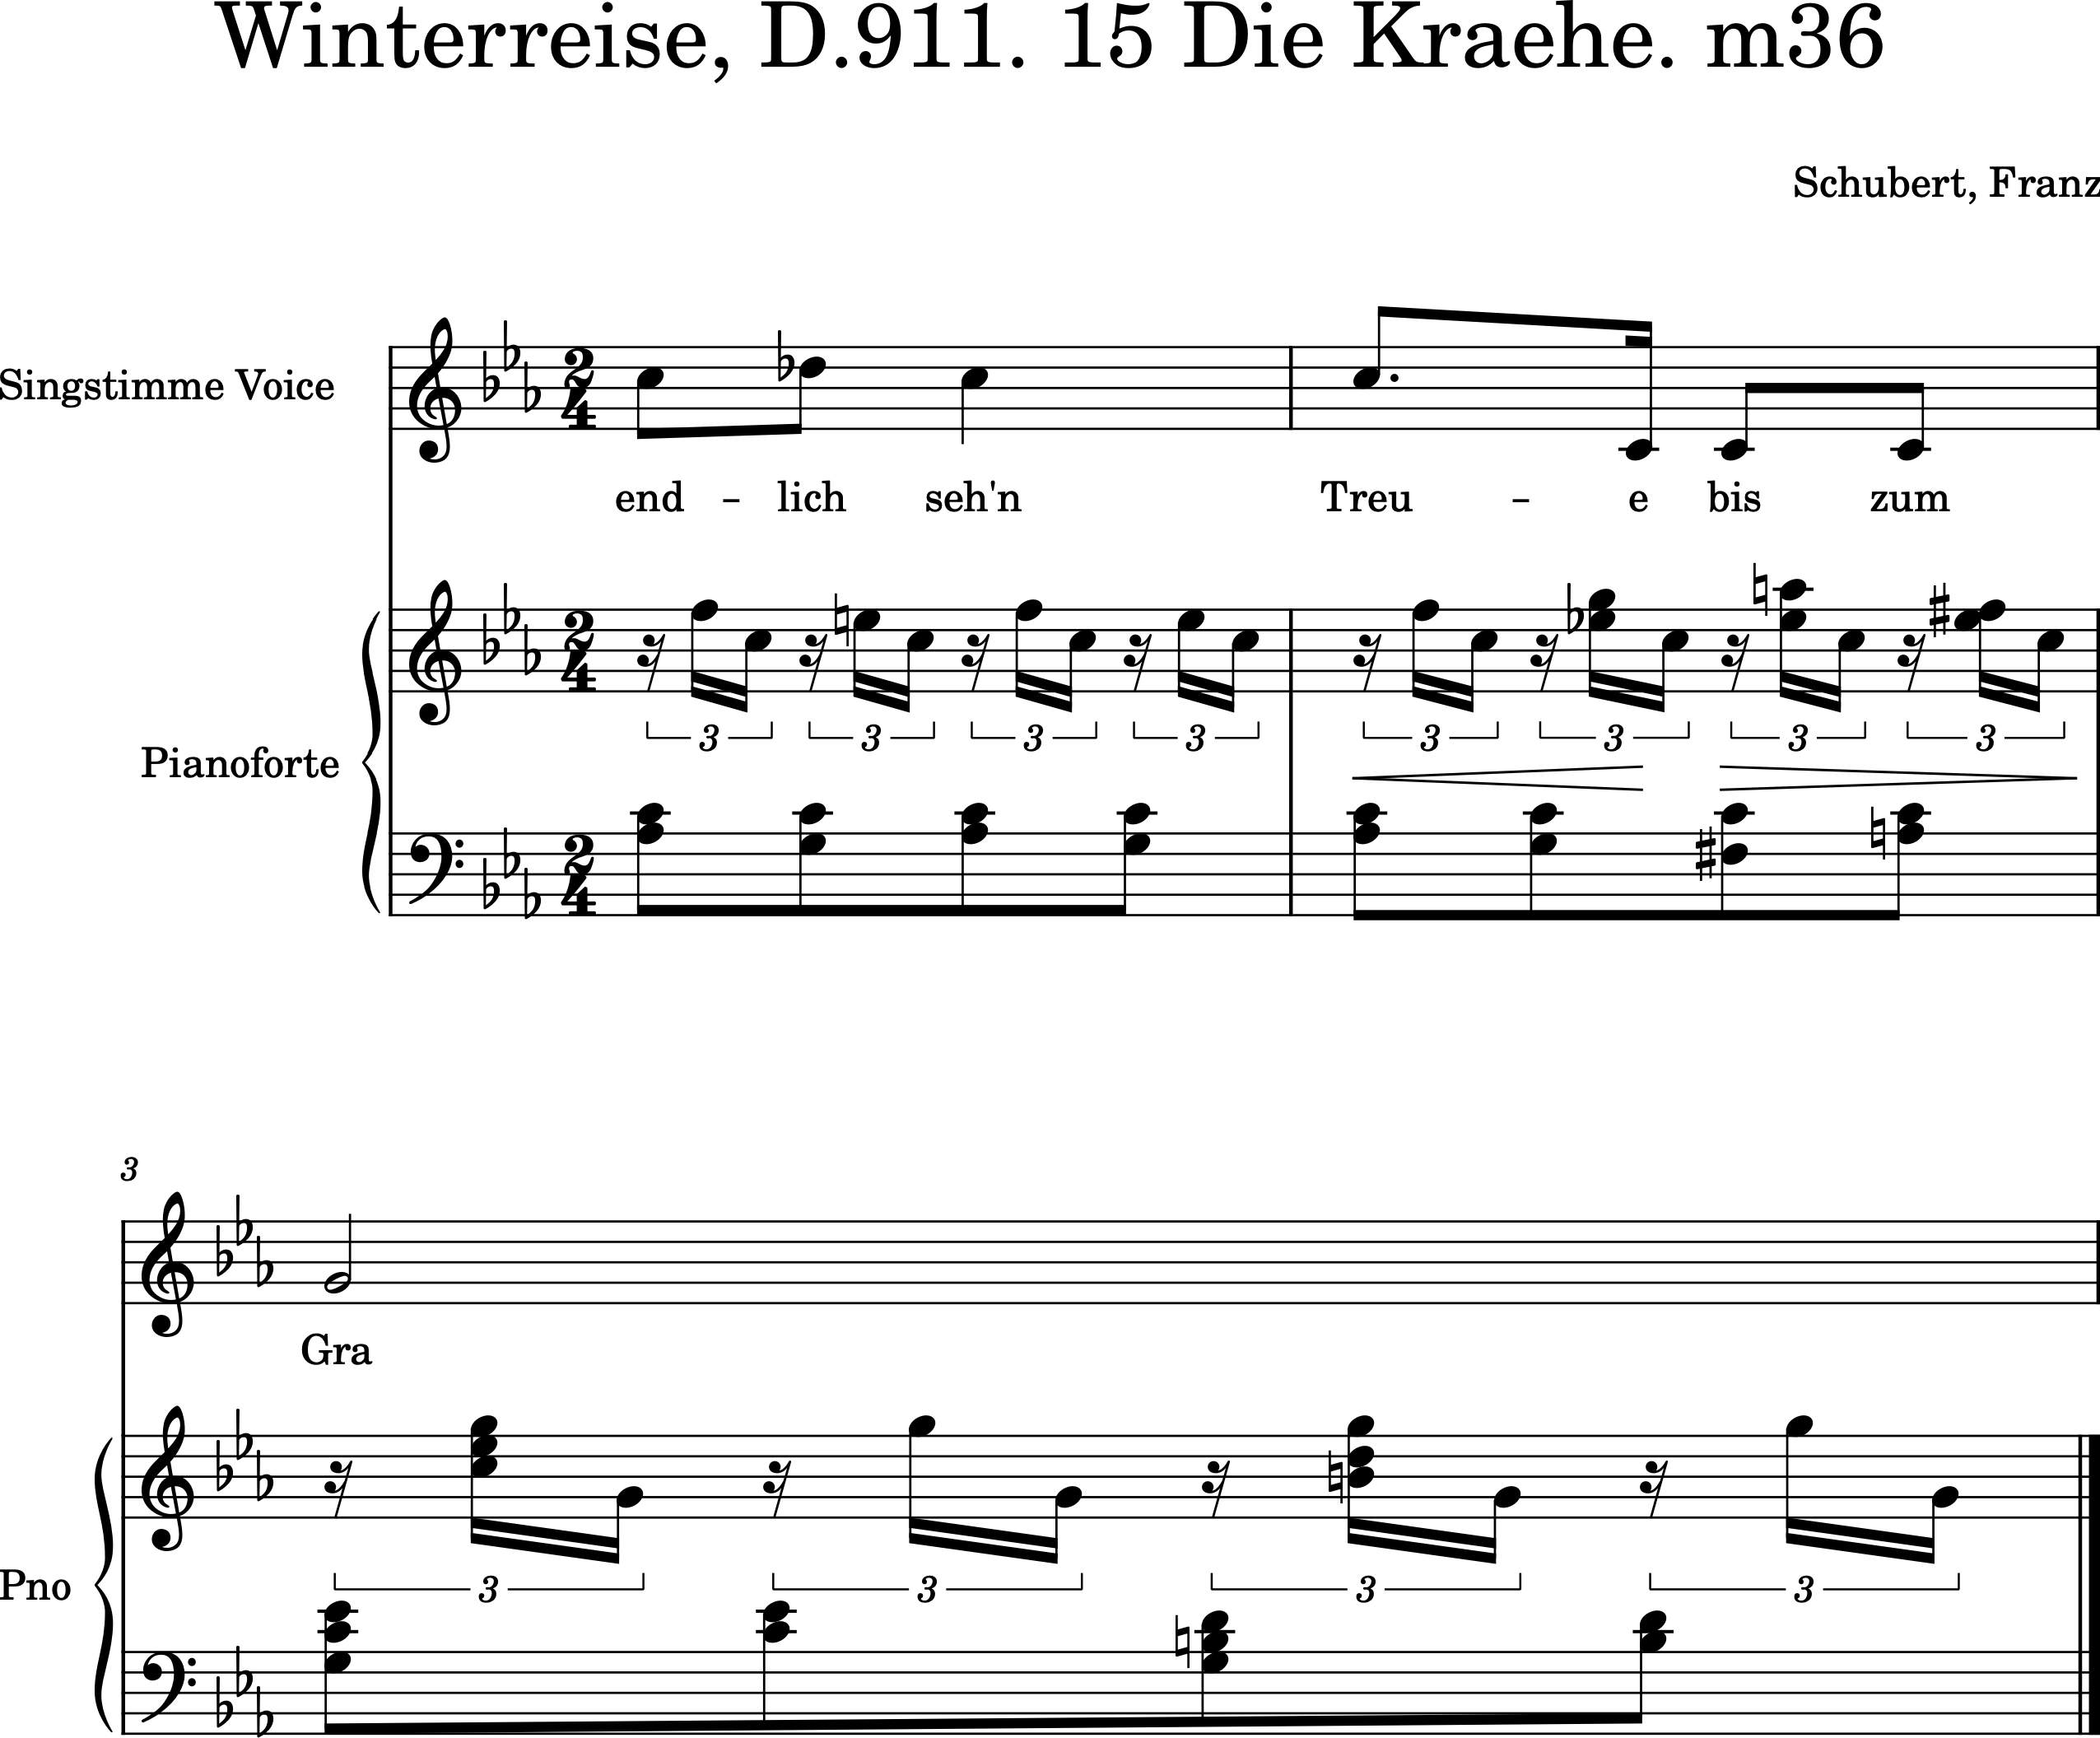 Winterreise, D.911. 15 Die Kraehe. m36
Schubert, Franz
Singstimme Voice
end - lich seh'n Treu - e bis zum
3 3 3 3 3 3 3 3
Pianoforte
3
Gra
Pno
3 3 3 3